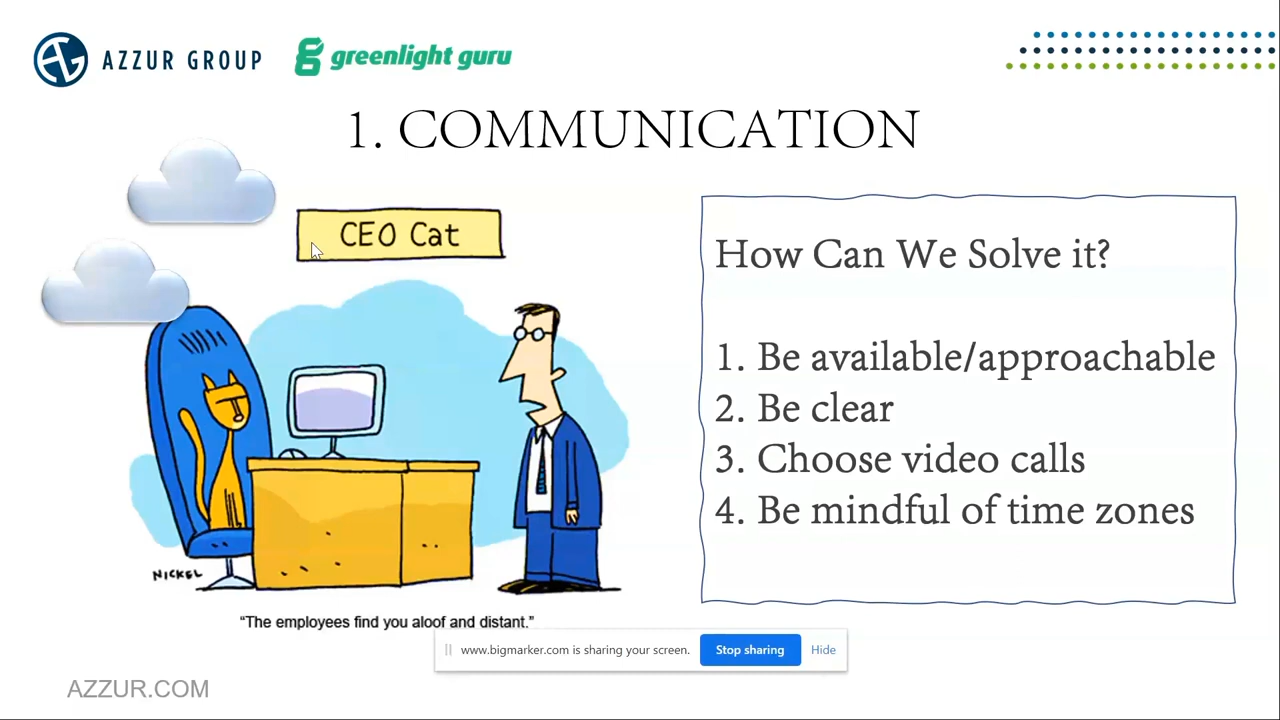 AZZUR GROUP
greenlight guru
1. COMMUNICATION
CEO Cat
NICKEL
"The employees find you aloof and distant."
How Can We Solve it?
1. Be available/approachable
2. Be clear
3. Choose video calls
4. Be mindful of time zones
www.bigmarker.com is sharing your screen.
Stop sharing
Hide
AZZUR.COM